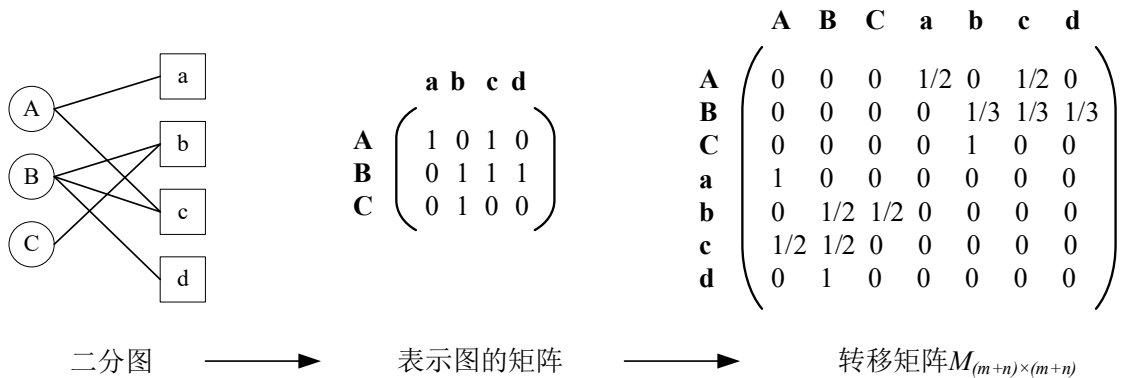 A
B
C
a
b
c
d
a b c d
A 1 0 1 0
B 0 1 1 1
C 0 1 0 0
A B C a b c d
A 0 0 0 1/2 0 1/2 0
B 0 0 0 0 1/3 1/3 1/3
C 0 0 0 0 1 0 0
a 1 0 0 0 0 0 0
b 0 1/2 1/2 0 0 0 0
c 1/2 1/2 0 0 0 0 0
d 0 1 0 0 0 0 0
二分图
表示图的矩阵
转移矩阵M(m+n)×(m+n)